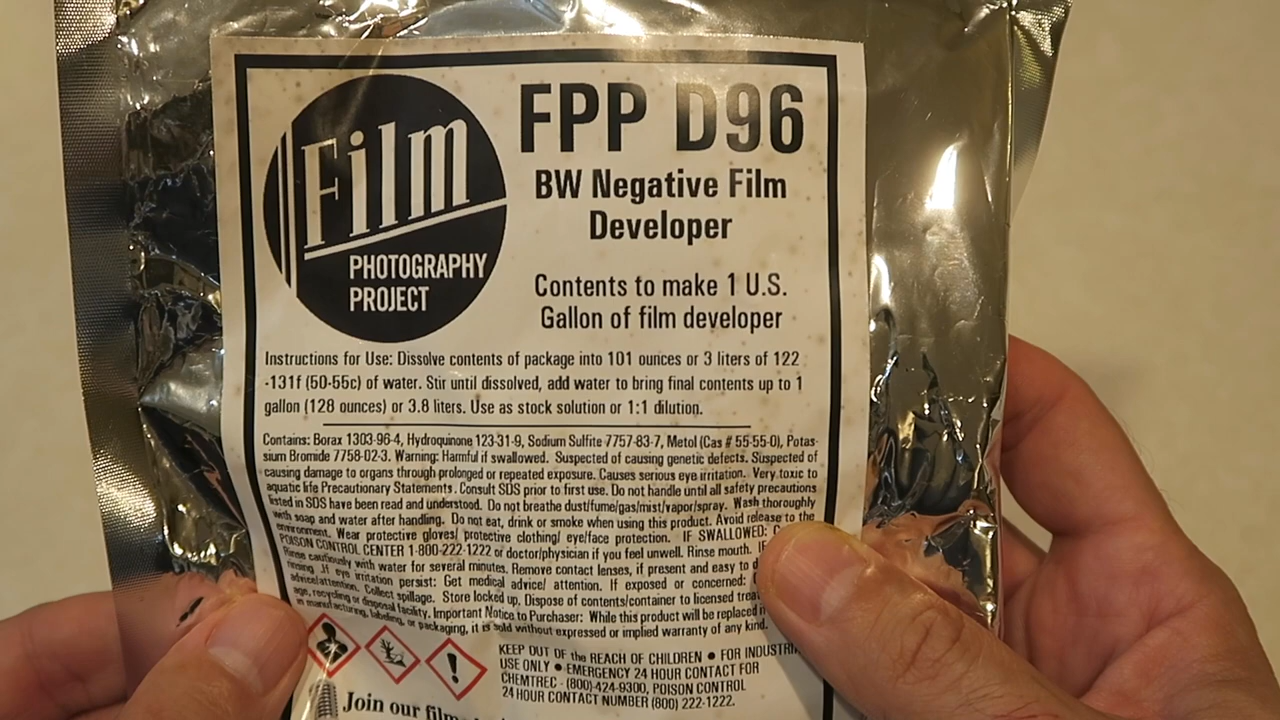 Film
PHOTOGRAPHY
PROJECT
FPP D96
BW Negative Film
Developer
Contents to make 1 U.S.
Gallon of film developer
Instructions for Use: Dissolve contents of package into 101 ounces or 3 liters of 122
-131f (50-55c) of water. Stir until dissolved, add water to bring final contents up to 1
gallon (128 ounces) or 3.8 liters. Use as stock solution or 1:1 dilution.
Contains: Borax 1303-96-4, Hydroquinone 123-31-9, Sodium Sulfite 7757-83-7, Metol (Cas # 55-55-0), Potas-
sium Bromide 7758-02-3. Warning: Harmful if swallowed. Suspected of causing genetic defects. Suspected of
causing damage to organs through prolonged or repeated exposure. Causes serious eye irritation. Very toxic to
aquatic life Precautionary Statements. Consult SDS prior to first use. Do not handle until all safety precautions
listed in SDS have been read and understood. Do not breathe dust/fume/gas/mist/vapor/spray. Wash thoroughly
with soap and water after handling. Do not eat, drink or smoke when using this product. Avoid release to the
environment. Wear protective gloves/ protective clothing/ eye/face protection. IF SWALLOWED:
POISON CONTROL CENTER 1-800-222-1222 or doctor/physician if you feel unwell. Rinse mouth.
Rinse cautiously with water for several minutes. Remove contact lenses, if present and easy to
rinsing .If eye irritation persist: Get medical advice/ attention. If exposed or concerned:
advice/attention. Collect spillage. Store locked up. Dispose of contents/container to licensed
age, recycling or disposal facility. Important Notice to Purchaser: While this product will be replaced
in manufacturing, labeling, or packaging, it is sold without expressed or implied warranty of any kind.
KEEP OUT of the REACH OF CHILDREN ● FOR
USE ONLY ● EMERGENCY 24 HOUR CONTACT FOR
CHEMTREC - (800) 424-9300, POISON CONTROL
24 HOUR CONTACT NUMBER (800) 222-1222.
Join our